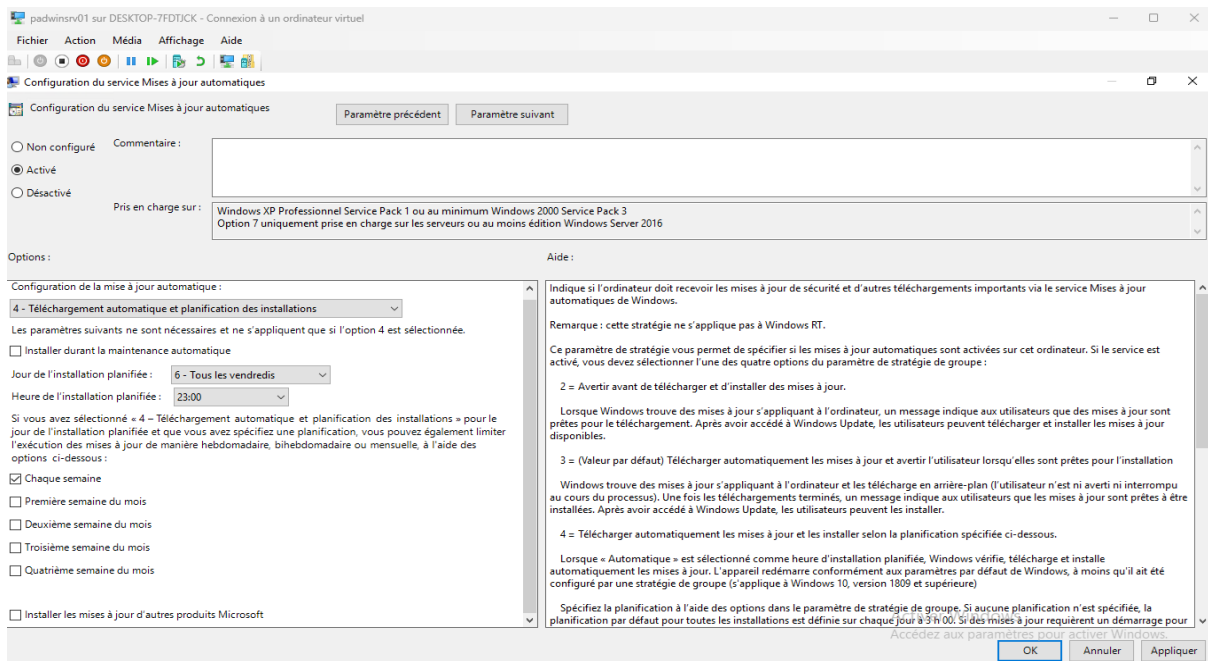 padwinsrv01 sur DESKTOP-7FDTJCK - Connexion à un ordinateur virtuel
Fichier Action Média Affichage Aide
Configuration du service Mises à jour automatiques
Configuration du service Mises à jour automatiques
Paramètre précédent Paramètre suivant
Non configuré
Commentaire :
Activé
Désactivé
Pris en charge sur :
Windows XP Professionnel Service Pack 1 ou au minimum Windows 2000 Service Pack 3
Option 7 uniquement prise en charge sur les serveurs ou au moins édition Windows Server 2016
Options :
Configuration de la mise à jour automatique :
4 - Téléchargement automatique et planification des installations
Les paramètres suivants ne sont nécessaires et ne s'appliquent que si l'option 4 est sélectionnée.
Installer durant la maintenance automatique
Jour de l'installation planifiée : 6 - Tous les vendredis
Heure de l'installation planifiée : 23:00
Si vous avez sélectionné « 4 – Téléchargement automatique et planification des installations » pour le
jour de l'installation planifiée et que vous avez spécifiez une planification, vous pouvez également limiter
l'exécution des mises à jour de manière hebdomadaire, bihebdomadaire ou mensuelle, à l'aide des
options ci-dessous :
Chaque semaine
Première semaine du mois
Deuxième semaine du mois
Troisième semaine du mois
Quatrième semaine du mois
Installer les mises à jour d'autres produits Microsoft
Aide :
Indique si l'ordinateur doit recevoir les mises à jour de sécurité et d'autres téléchargements importants via le service Mises à jour
automatiques de Windows.
Remarque : cette stratégie ne s'applique pas à Windows RT.
Ce paramètre de stratégie vous permet de spécifier si les mises à jour automatiques sont activées sur cet ordinateur. Si le service est
activé, vous devez sélectionner l'une des quatre options du paramètre de stratégie de groupe :
2 = Avertir avant de télécharger et d'installer des mises à jour.
Lorsque Windows trouve des mises à jour s'appliquant à l'ordinateur, un message indique aux utilisateurs que des mises à jour sont
prêtes pour le téléchargement. Après avoir accédé à Windows Update, les utilisateurs peuvent télécharger et installer les mises à jour
disponibles.
3 = (Valeur par défaut) Télécharger automatiquement les mises à jour et avertir l'utilisateur lorsqu'elles sont prêtes pour l'installation
Windows trouve des mises à jour s'appliquant à l'ordinateur et les télécharge en arrière-plan (l'utilisateur n'est ni averti ni interrompu
au cours du processus). Une fois les téléchargements terminés, un message indique aux utilisateurs que les mises à jour sont prêtes à être
installées. Après avoir accédé à Windows Update, les utilisateurs peuvent les installer.
4 = Télécharger automatiquement les mises à jour et les installer selon la planification spécifiée ci-dessous.
Lorsque « Automatique » est sélectionné comme heure d'installation planifiée, Windows vérifie, télécharge et installe
automatiquement les mises à jour. L'appareil redémarre conformément aux paramètres par défaut de Windows, à moins qu'il ait été
configuré par une stratégie de groupe (s'applique à Windows 10, version 1809 et supérieure)
Spécifiez la planification à l'aide des options dans le paramètre de stratégie de groupe. Si aucune planification n'est spécifiée, la
planification par défaut pour toutes les installations est définie sur chaque jour à 3 h 00. Si des mises à jour requièrent un démarrage pour
Activer Windows
Accédez aux paramètres pour activer Windows.
OK Annuler Appliquer